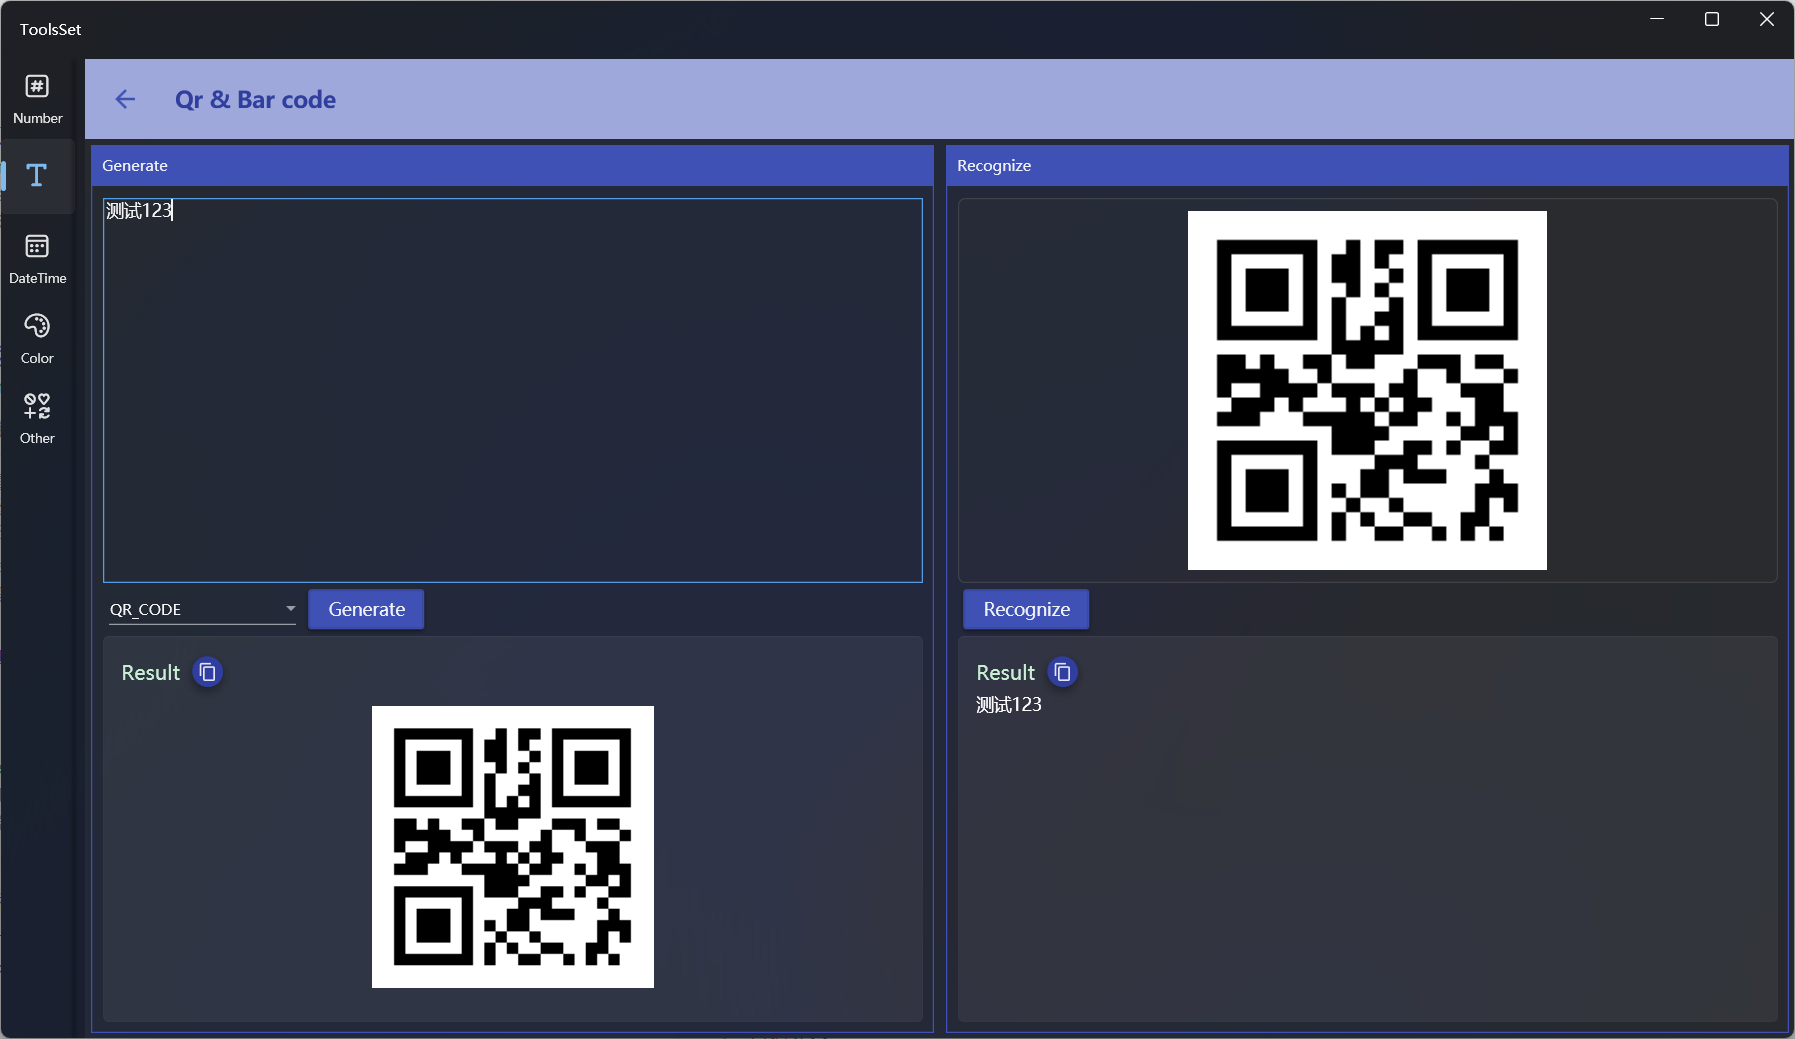 ToolsSet
Number
DateTime
Color
Other
Qr & Bar code
Generate
测试123
QR_CODE
Generate
Result
Recognize
Recognize
Result
测试123